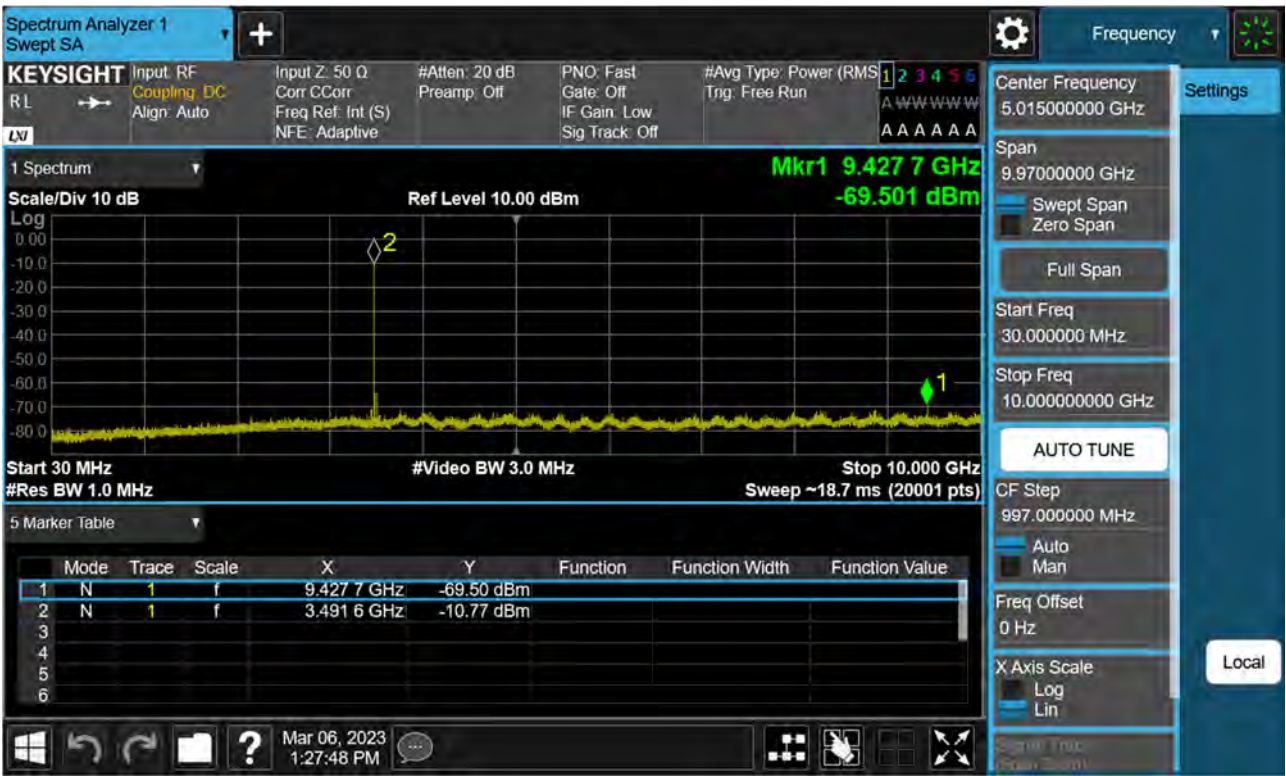 Spectrum Analyzer 1
Swept SA
+
Frequency
KEYSIGHT
R L
LXI
Input: RF
Coupling: DC
Align: Auto
Input Z: 50 Ω
Corr CCorr
Freq Ref: Int (S)
NFE: Adaptive
#Atten: 20 dB
Preamp: Off
PNO: Fast
Gate: Off
IF Gain: Low
Sig Track: Off
#Avg Type: Power (RMS
Trig: Free Run
1 2 3 4 5 6
A W W W W W
A A A A A A
1 Spectrum
Mkr1 9.427 7 GHz
-69.501 dBm
Scale/Div 10 dB
Ref Level 10.00 dBm
Log
0.00
-10.0
-20.0
-30.0
-40.0
-50.0
-60.0
-70.0
-80.0
2
1
Start 30 MHz
#Video BW 3.0 MHz
Stop 10.000 GHz
#Res BW 1.0 MHz
Sweep ~18.7 ms (20001 pts)
5 Marker Table
Mode Trace Scale X Y Function Function Width Function Value
1 N 1 f 9.427 7 GHz -69.50 dBm
2 N 1 f 3.491 6 GHz -10.77 dBm
3
4
5
6
Mar 06, 2023
1:27:48 PM
?
Center Frequency
5.015000000 GHz
Span
9.97000000 GHz
Swept Span
Zero Span
Full Span
Start Freq
30.000000 MHz
Stop Freq
10.000000000 GHz
AUTO TUNE
CF Step
997.000000 MHz
Auto
Man
Freq Offset
0 Hz
X Axis Scale
Log
Lin
Settings
Local